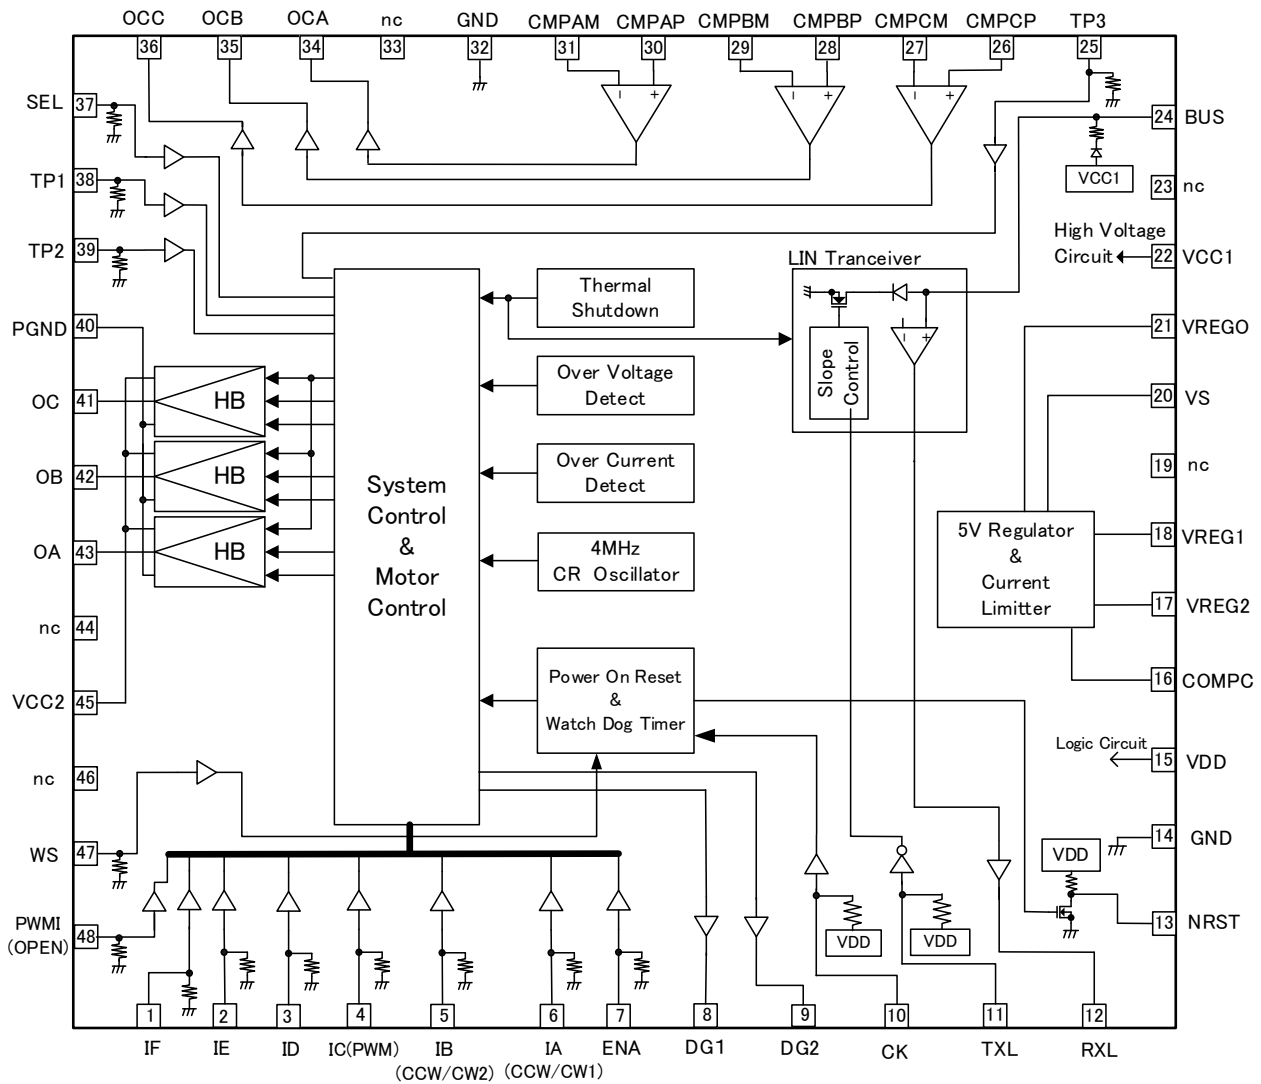 OCC OCB OCA nc GND CMPAM CMPAP CMPBM CMPBP CMPCM CMPCP TP3
36 35 34 33 32 31 30 29 28 27 26 25
SEL 37
TP1 38
TP2 39
PGND 40
OC 41
OB 42
OA 43
nc 44
VCC2 45
nc 46
WS 47
PWMI 48
(OPEN)
− +
− +
− +
HB
HB
HB
System
Control
&
Motor
Control
Thermal
Shutdown
Over Voltage
Detect
Over Current
Detect
4MHz
CR Oscillator
Power On Reset
&
Watch Dog Timer
LIN Tranceiver
Slope
Control
− +
5V Regulator
&
Current
Limitter
VCC1
High Voltage
Circuit
Logic Circuit
VDD
VDD
VDD
24 BUS
23 nc
22 VCC1
21 VREGO
20 VS
19 nc
18 VREG1
17 VREG2
16 COMPC
15 VDD
14 GND
13 NRST
1 2 3 4 5 6 7 8 9 10 11 12
IF IE ID IC(PWM) IB IA ENA DG1 DG2 CK TXL RXL
(CCW/CW2) (CCW/CW1)